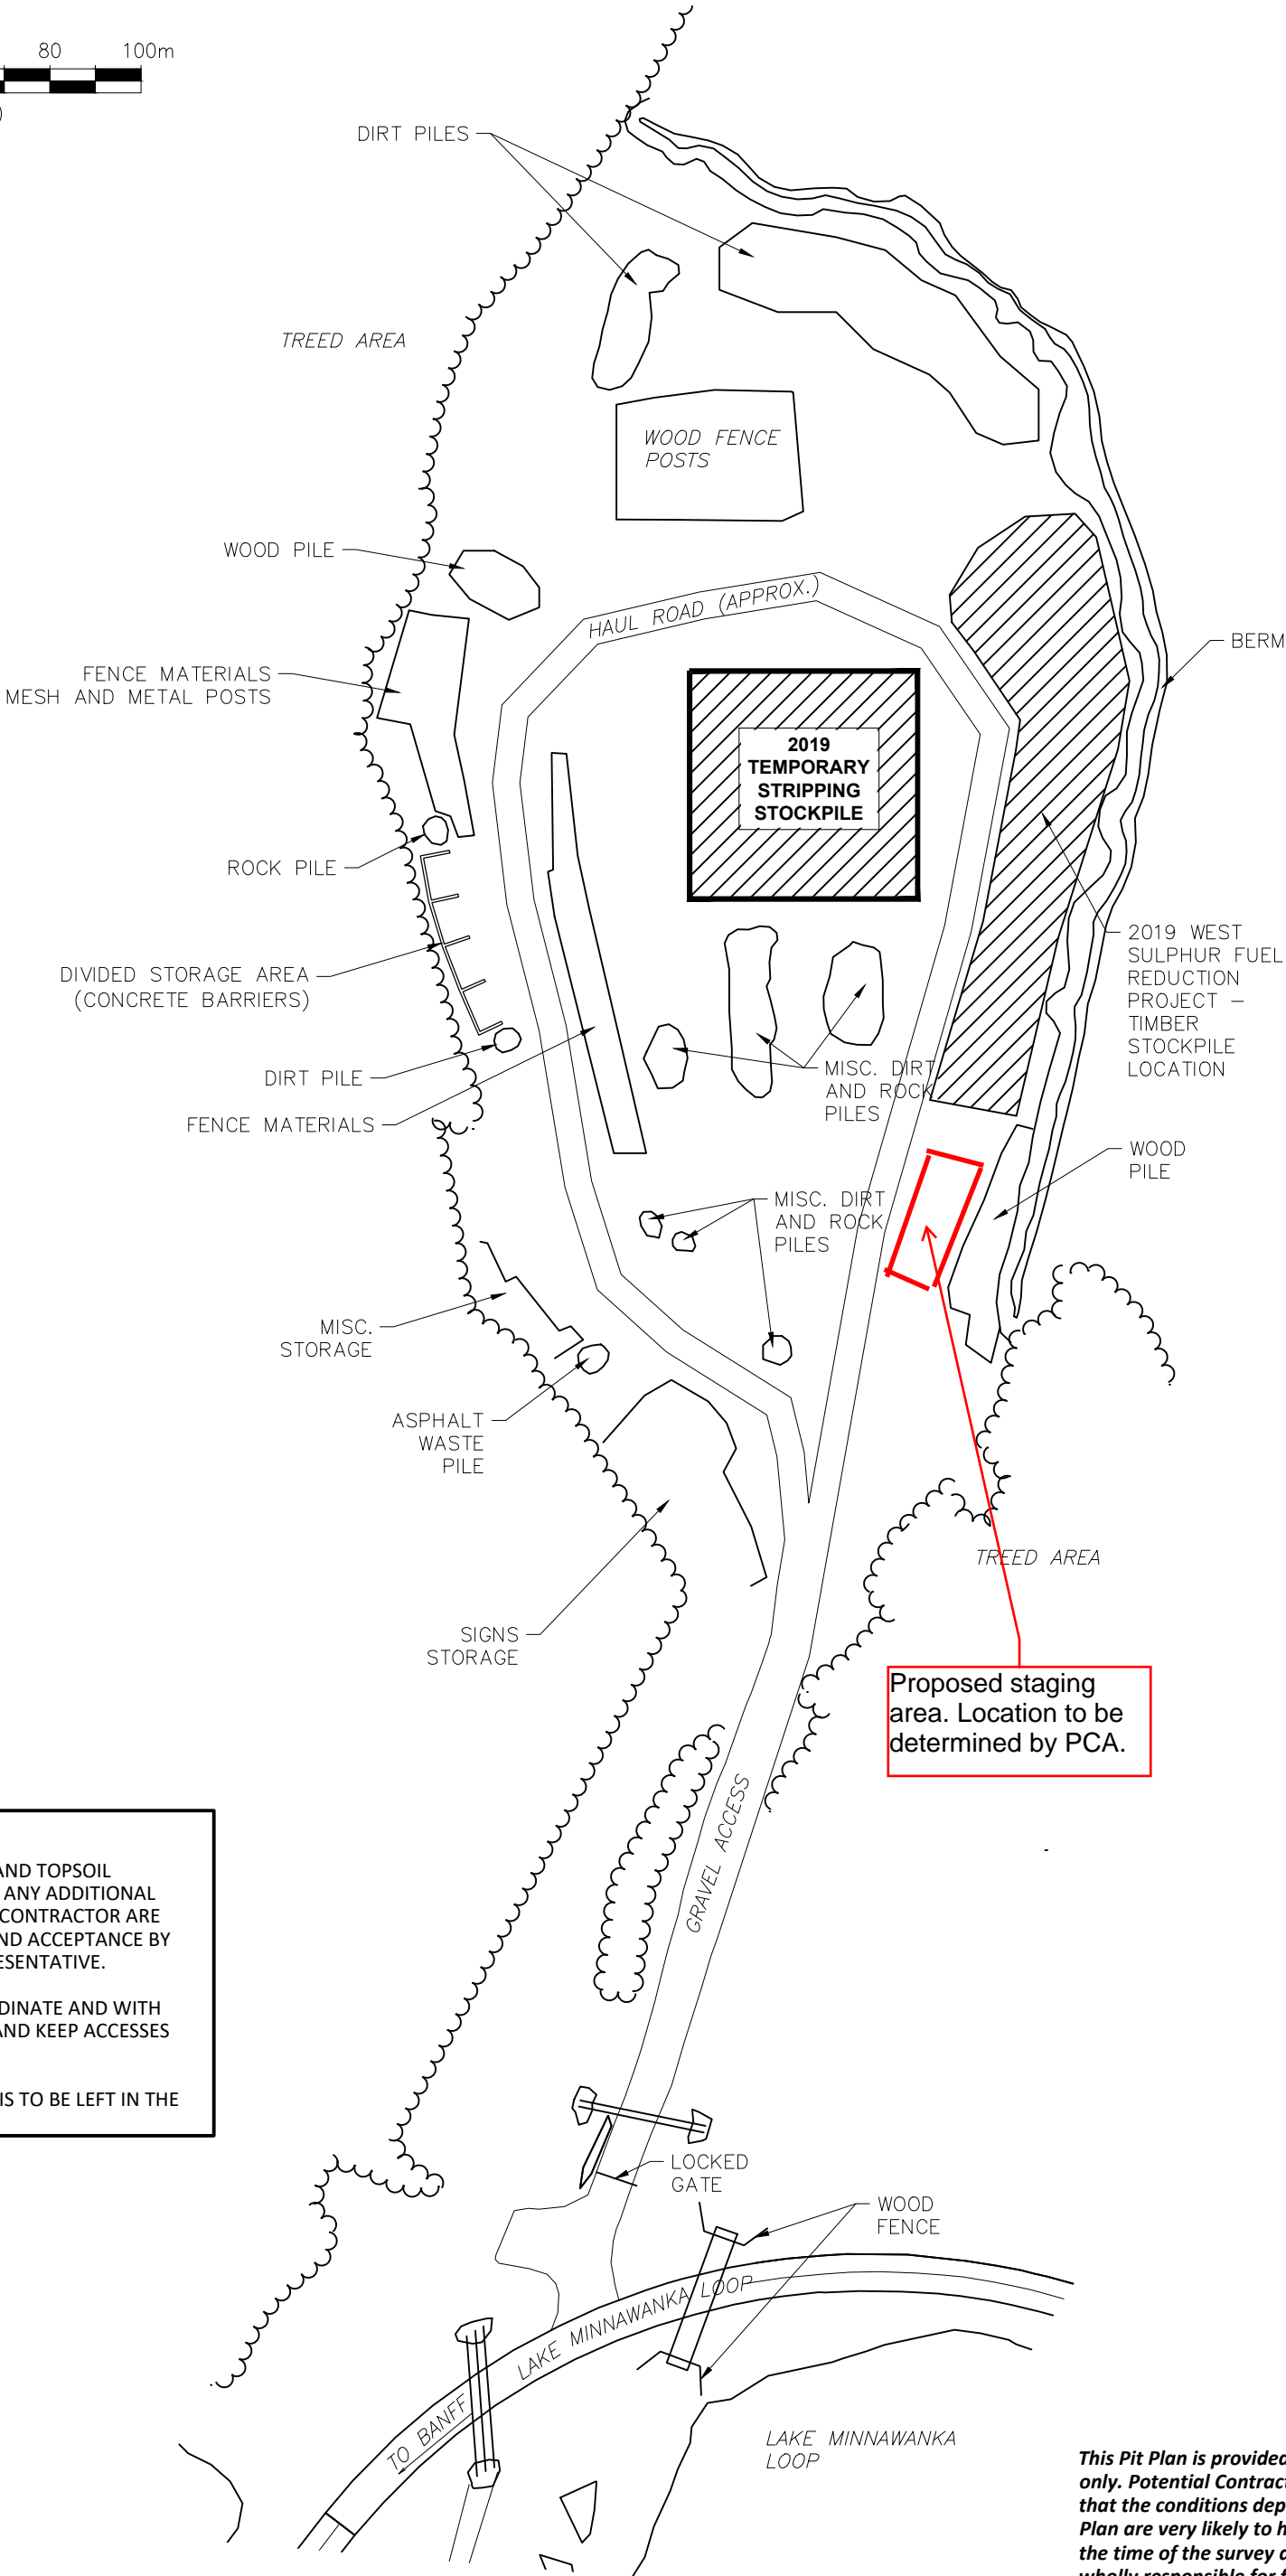 80 100m
)
DIRT PILES
TREED AREA
WOOD FENCE
POSTS
WOOD PILE
HAUL ROAD (APPROX.)
BERM
FENCE MATERIALS
MESH AND METAL POSTS
2019
TEMPORARY
STRIPPING
STOCKPILE
ROCK PILE
2019 WEST
SULPHUR FUEL
REDUCTION
PROJECT –
TIMBER
STOCKPILE
LOCATION
DIVIDED STORAGE AREA
(CONCRETE BARRIERS)
DIRT PILE
MISC. DIRT
AND ROCK
PILES
FENCE MATERIALS
WOOD
PILE
MISC. DIRT
AND ROCK
PILES
MISC.
STORAGE
ASPHALT
WASTE
PILE
TREED AREA
SIGNS
STORAGE
Proposed staging
area. Location to be
determined by PCA.
GRAVEL ACCESS
AND TOPSOIL
ANY ADDITIONAL
CONTRACTOR ARE
ND ACCEPTANCE BY
ESENTATIVE.
DINATE AND WITH
AND KEEP ACCESSES
IS TO BE LEFT IN THE
LOCKED
GATE
WOOD
FENCE
LAKE MINNAWANKA LOOP
TO BANFF
LAKE MINNAWANKA
LOOP
This Pit Plan is provided
only. Potential Contract
that the conditions dep
Plan are very likely to h
the time of the survey o